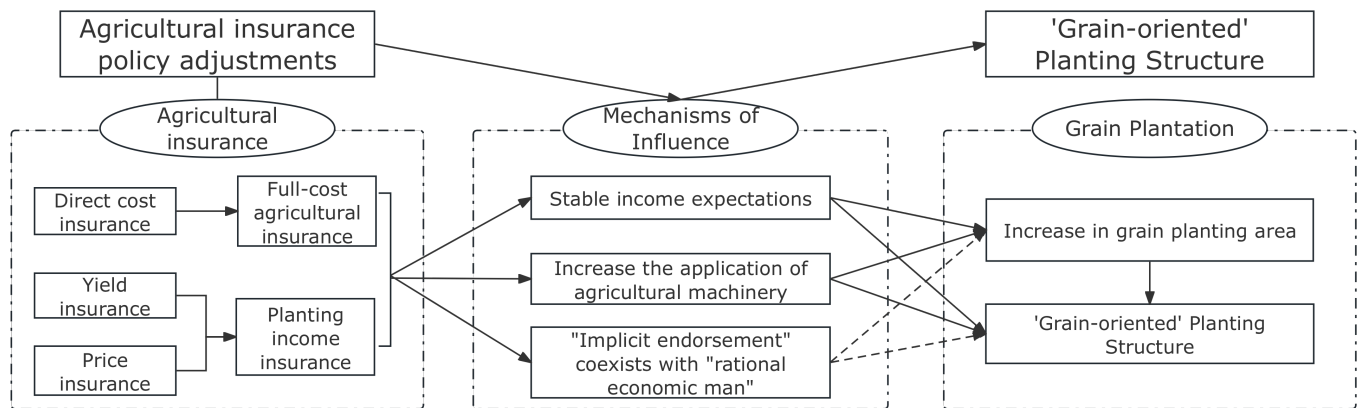 Agricultural insurance
policy adjustments
'Grain-oriented'
Planting Structure
Agricultural
insurance
Mechanisms of
Influence
Grain Plantation
Direct cost
insurance
Full-cost
agricultural
insurance
Yield
insurance
Price
insurance
Planting
income
insurance
Stable income expectations
Increase the application of
agricultural machinery
"Implicit endorsement"
coexists with "rational
economic man"
Increase in grain planting area
'Grain-oriented' Planting
Structure